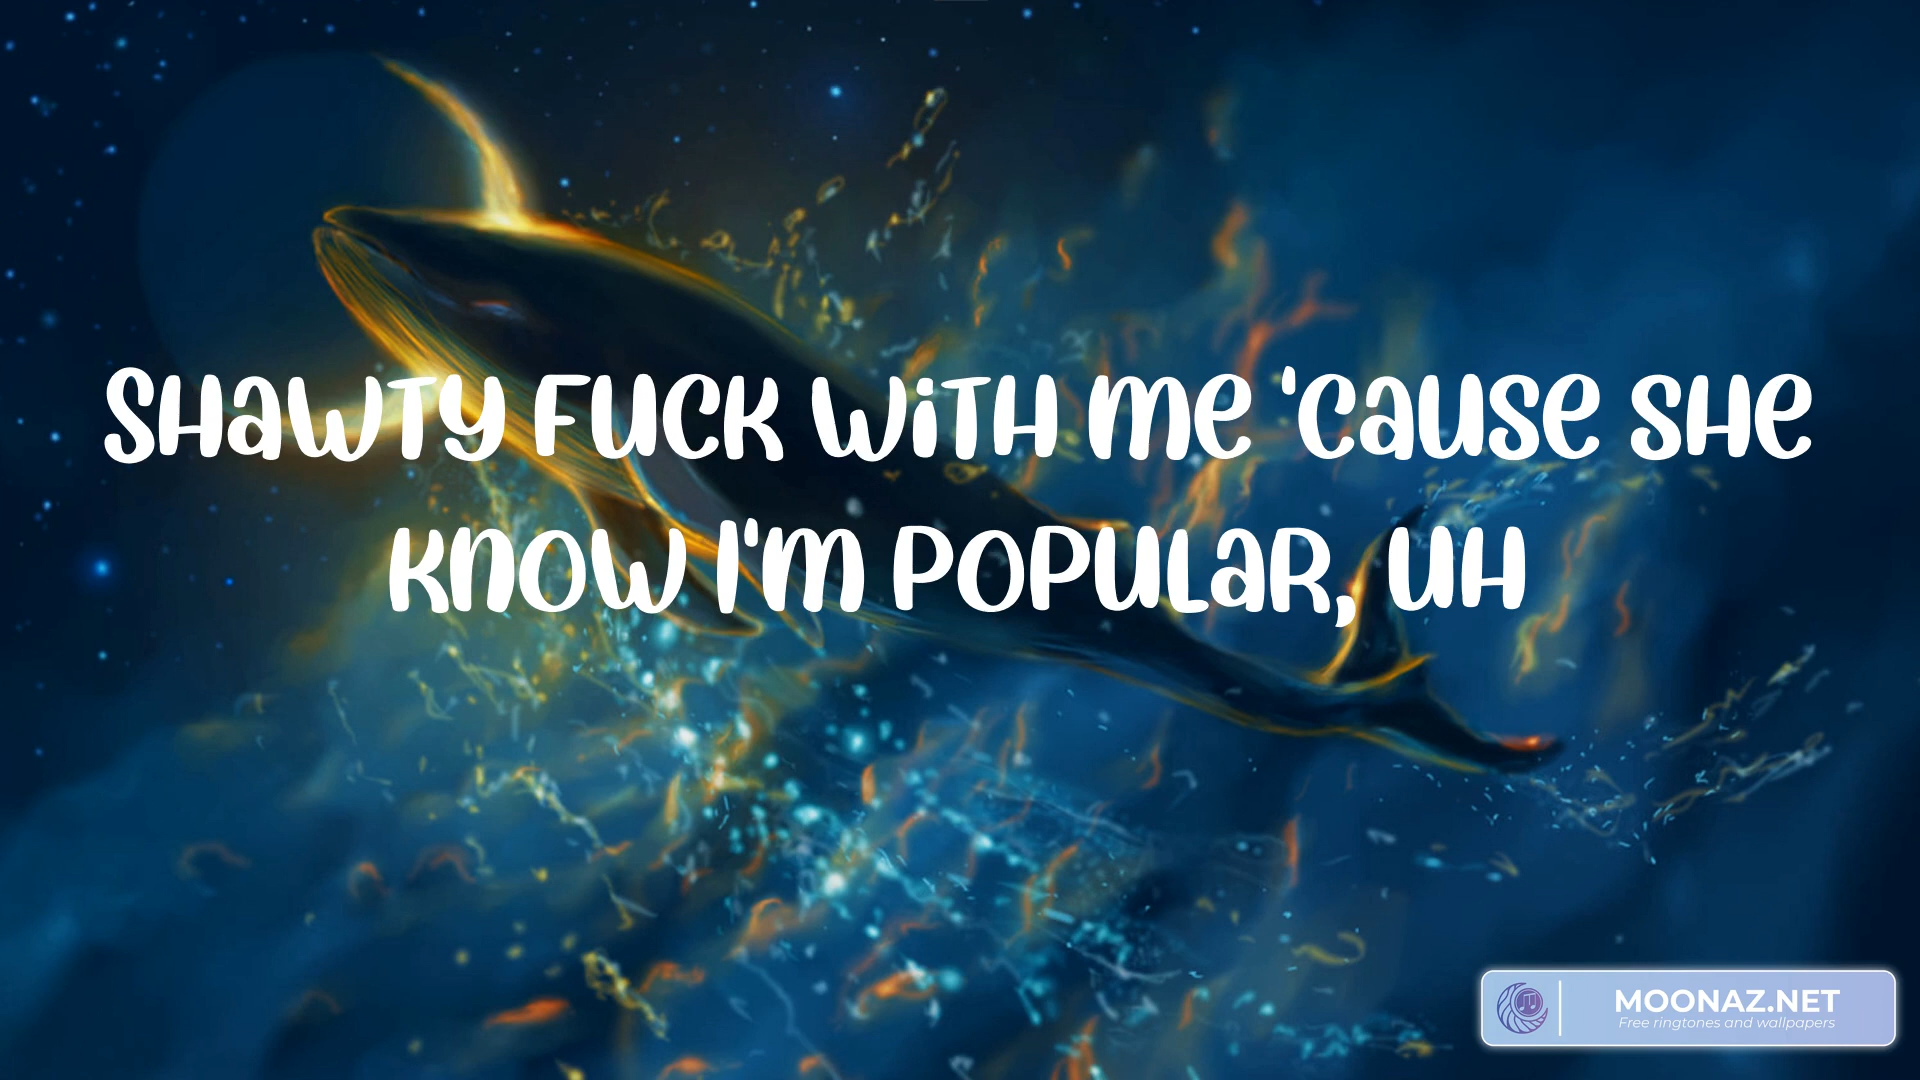 SHAWTY FUCK WITH ME 'CAUSE SHE
KNOW I'M POPULAR, UH
MOONAZ.NET
Free ringtones and wallpapers